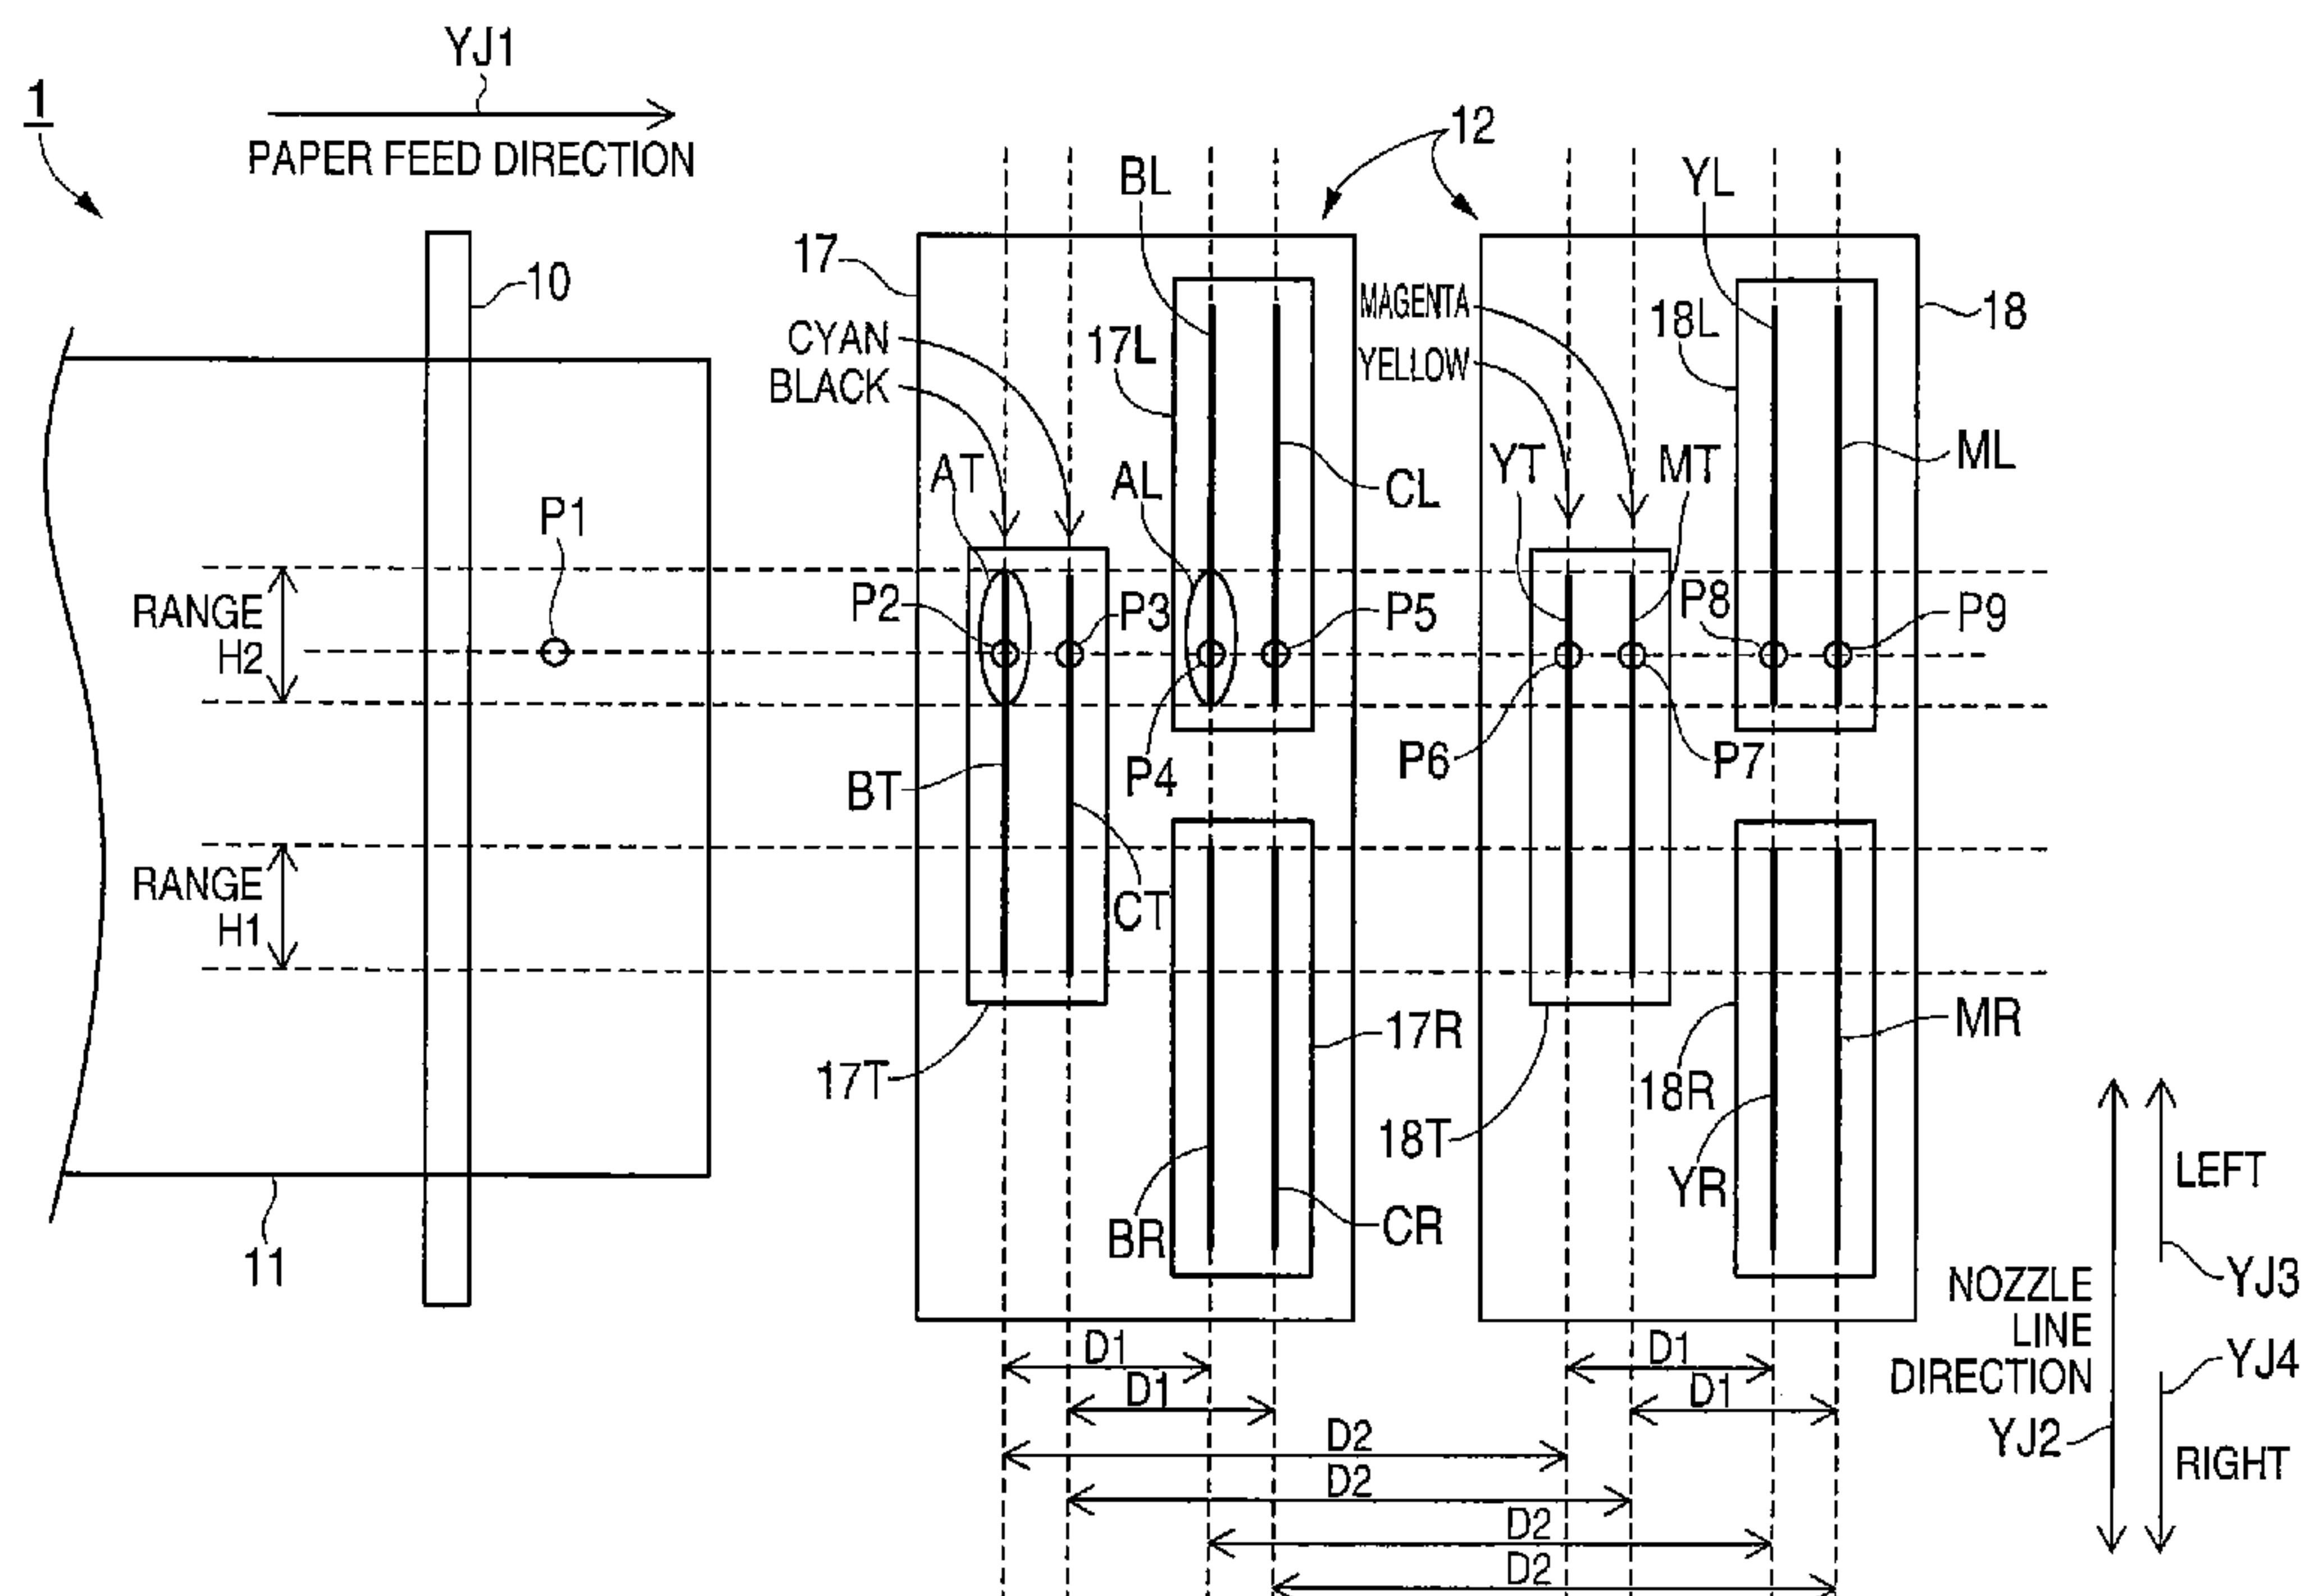 YJ1
1
PAPER FEED DIRECTION
12
BL
YL
17
10
MAGENTA
18
CYAN
17L
18L
BLACK
YELLOW
AT
AL
CL
YT
MT
ML
P1
RANGE
H2
P2
P3
P5
P8
P9
BT
P4
P6
P7
RANGE
H1
CT
17T
17R
MR
18R
18T
YR
LEFT
BR
CR
11
NOZZLE
LINE
DIRECTION
YJ2
YJ3
YJ4
RIGHT
D1
D1
D1
D1
D2
D2
D2
D2